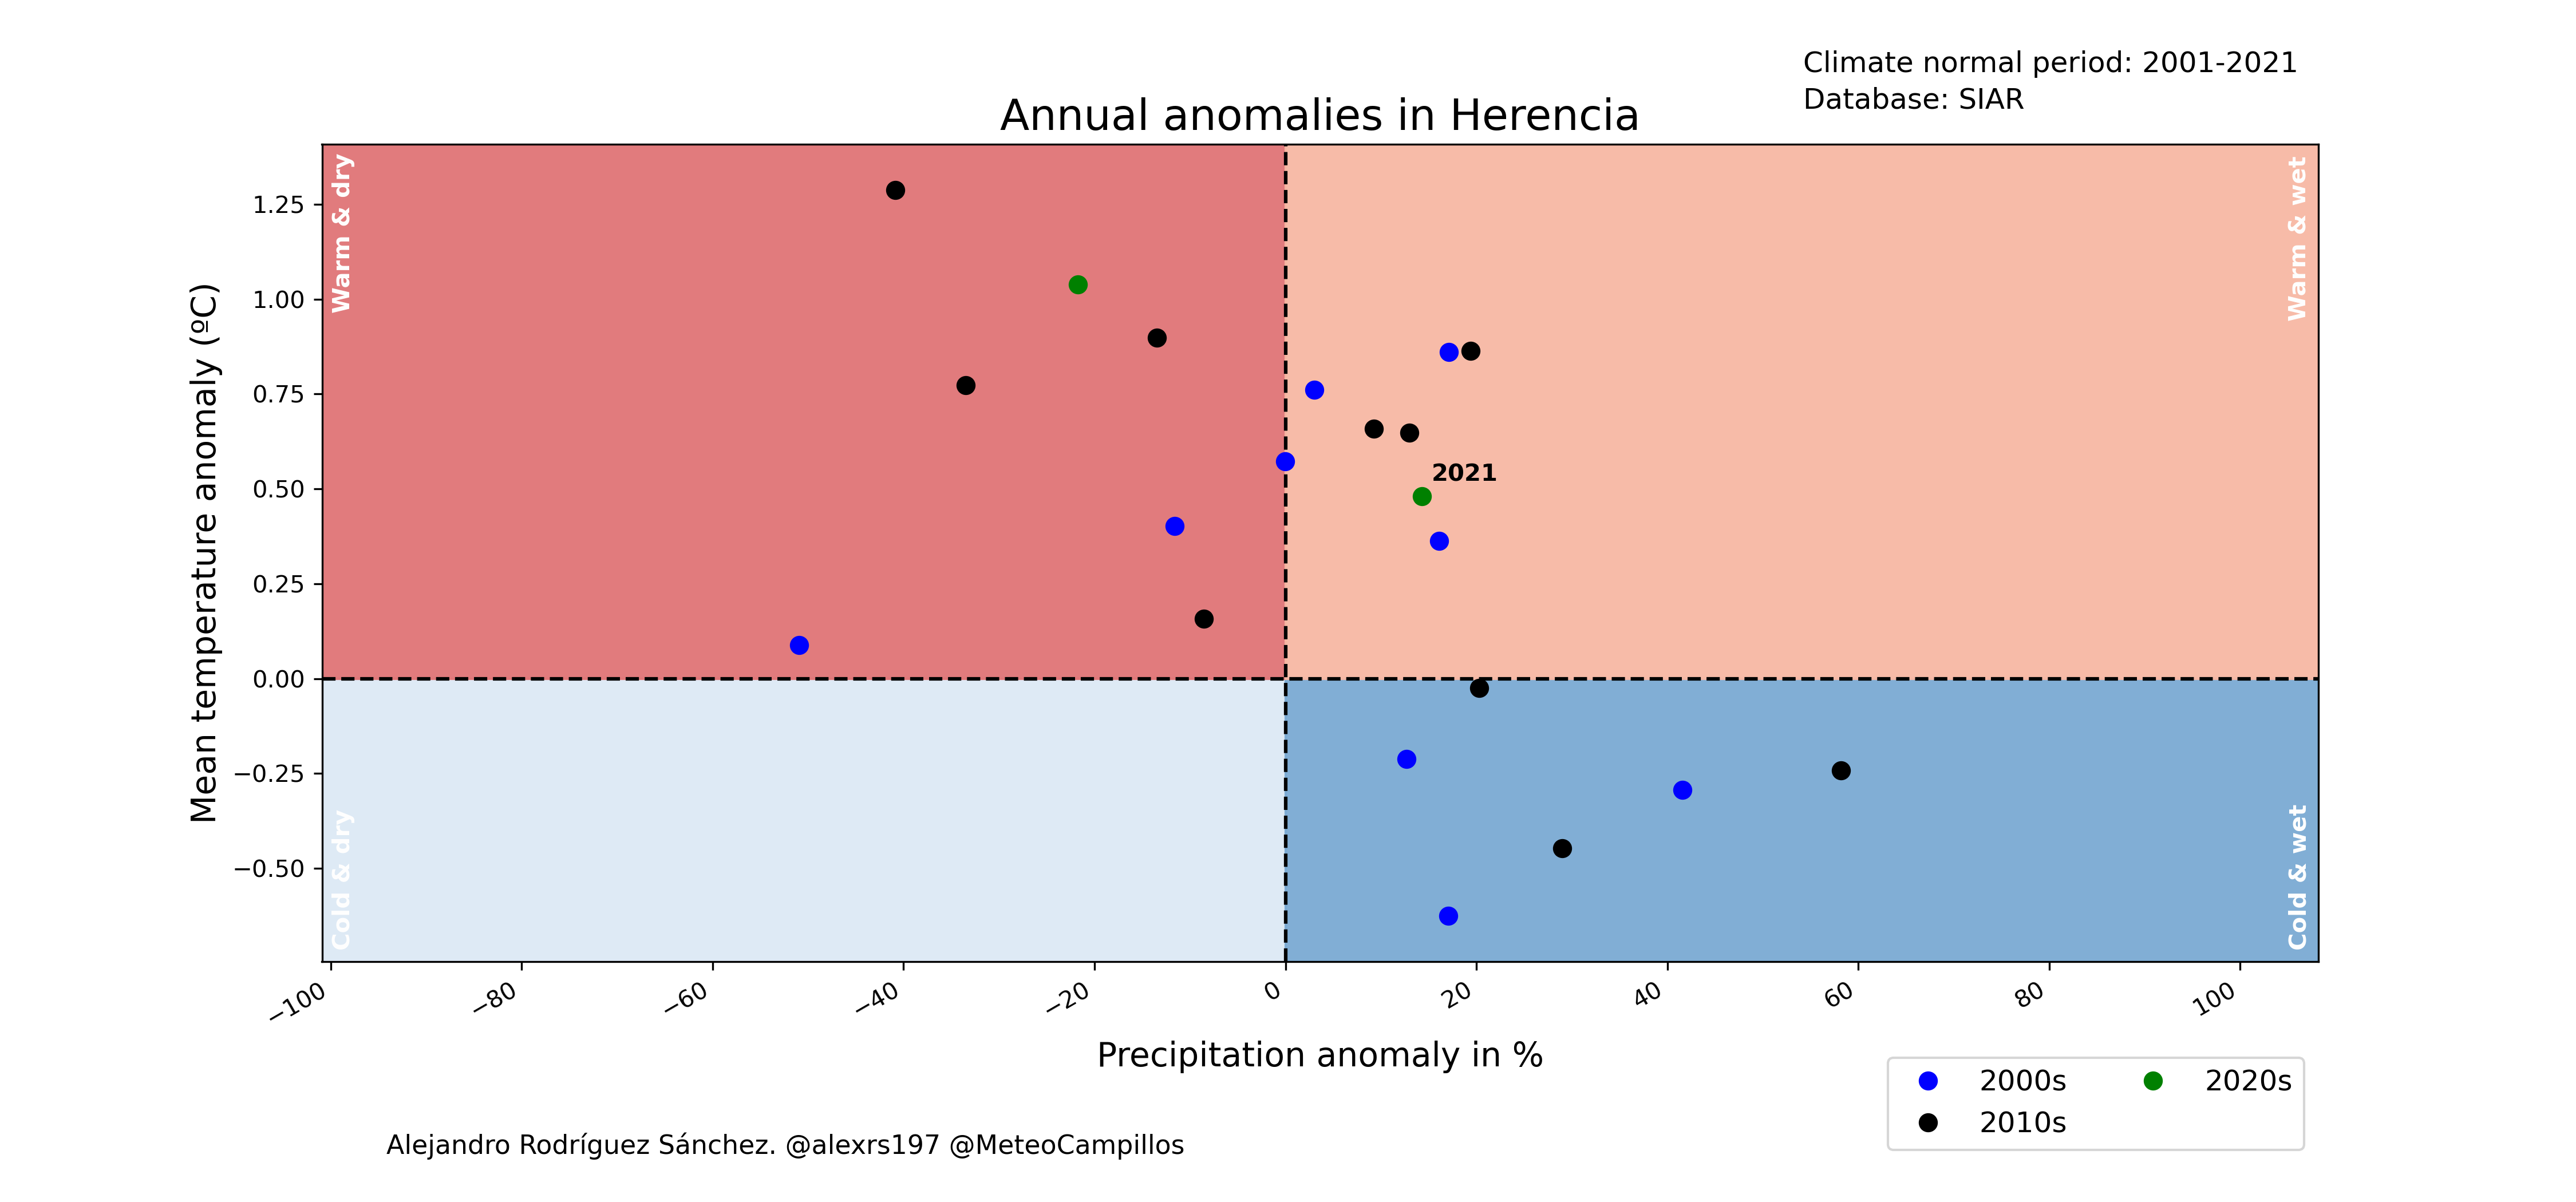 Climate normal period: 2001-2021
Database: SIAR
Annual anomalies in Herencia
Warm & dry
Warm & wet
Mean temperature anomaly (ºC)
1.25
1.00
0.75
0.50
0.25
0.00
−0.25
−0.50
2021
Cold & dry
Cold & wet
−100
−80
−60
−40
−20
0
20
40
60
80
100
Precipitation anomaly in %
2000s
2010s
2020s
Alejandro Rodríguez Sánchez. @alexrs197 @MeteoCampillos